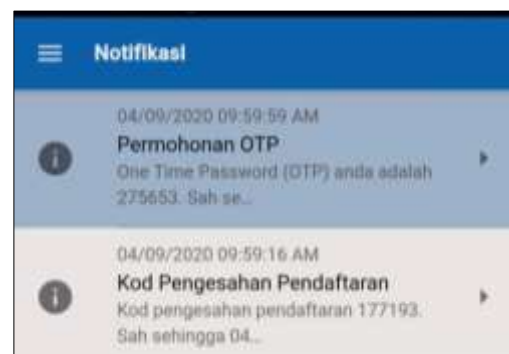 Notifikasi
04/09/2020 09:59:59 AM
Permohonan OTP
One Time Password (OTP) anda adalah
275653. Sah se...
04/09/2020 09:59:16 AM
Kod Pengesahan Pendaftaran
Kod pengesahan pendaftaran 177193.
Sah sehingga 04...